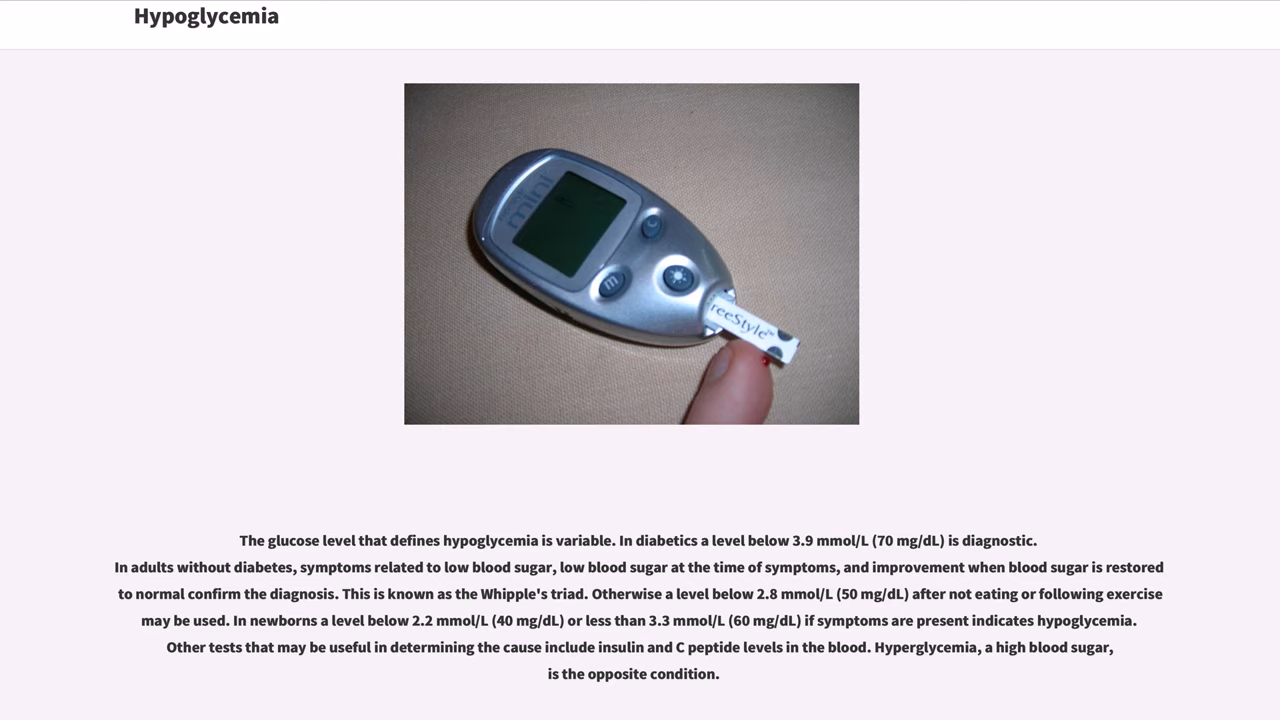 Hypoglycemia
mini
m
reeStyle
The glucose level that defines hypoglycemia is variable. In diabetics a level below 3.9 mmol/L (70 mg/dL) is diagnostic.
In adults without diabetes, symptoms related to low blood sugar, low blood sugar at the time of symptoms, and improvement when blood sugar is restored
to normal confirm the diagnosis. This is known as the Whipple's triad. Otherwise a level below 2.8 mmol/L (50 mg/dL) after not eating or following exercise
may be used. In newborns a level below 2.2 mmol/L (40 mg/dL) or less than 3.3 mmol/L (60 mg/dL) if symptoms are present indicates hypoglycemia.
Other tests that may be useful in determining the cause include insulin and C peptide levels in the blood. Hyperglycemia, a high blood sugar,
is the opposite condition.